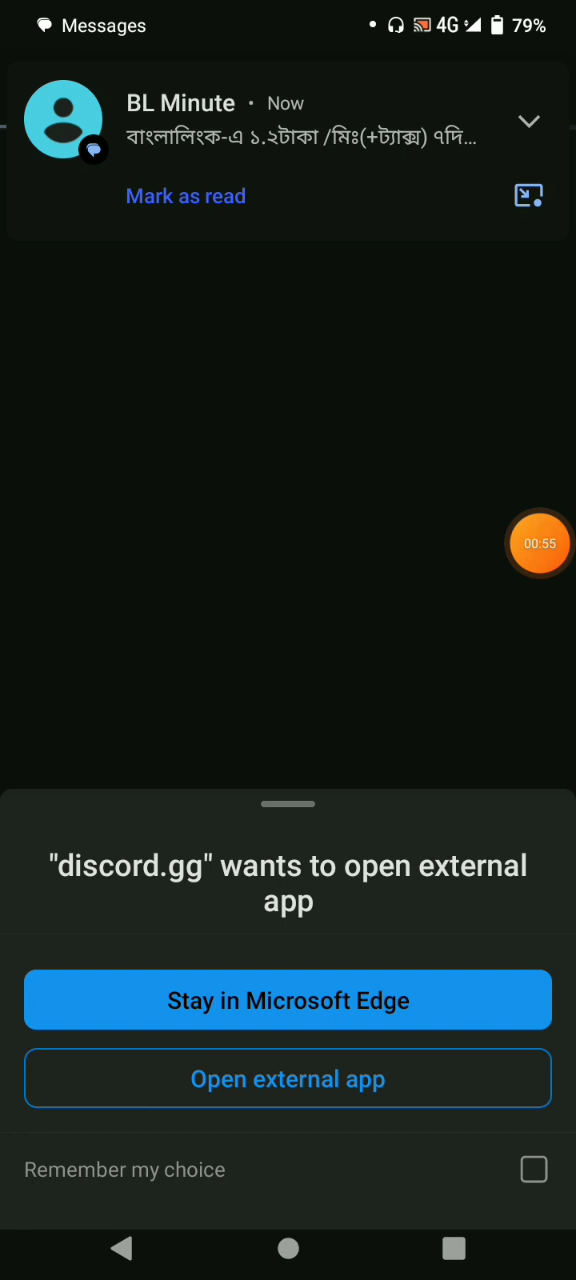 Messages 4G 79%
BL Minute • Now
বাংলালিংক-এ ১.২টাকা /মিঃ(+ট্যাক্স) ৭দি...
Mark as read
00:55
"discord.gg" wants to open external
app
Stay in Microsoft Edge
Open external app
Remember my choice